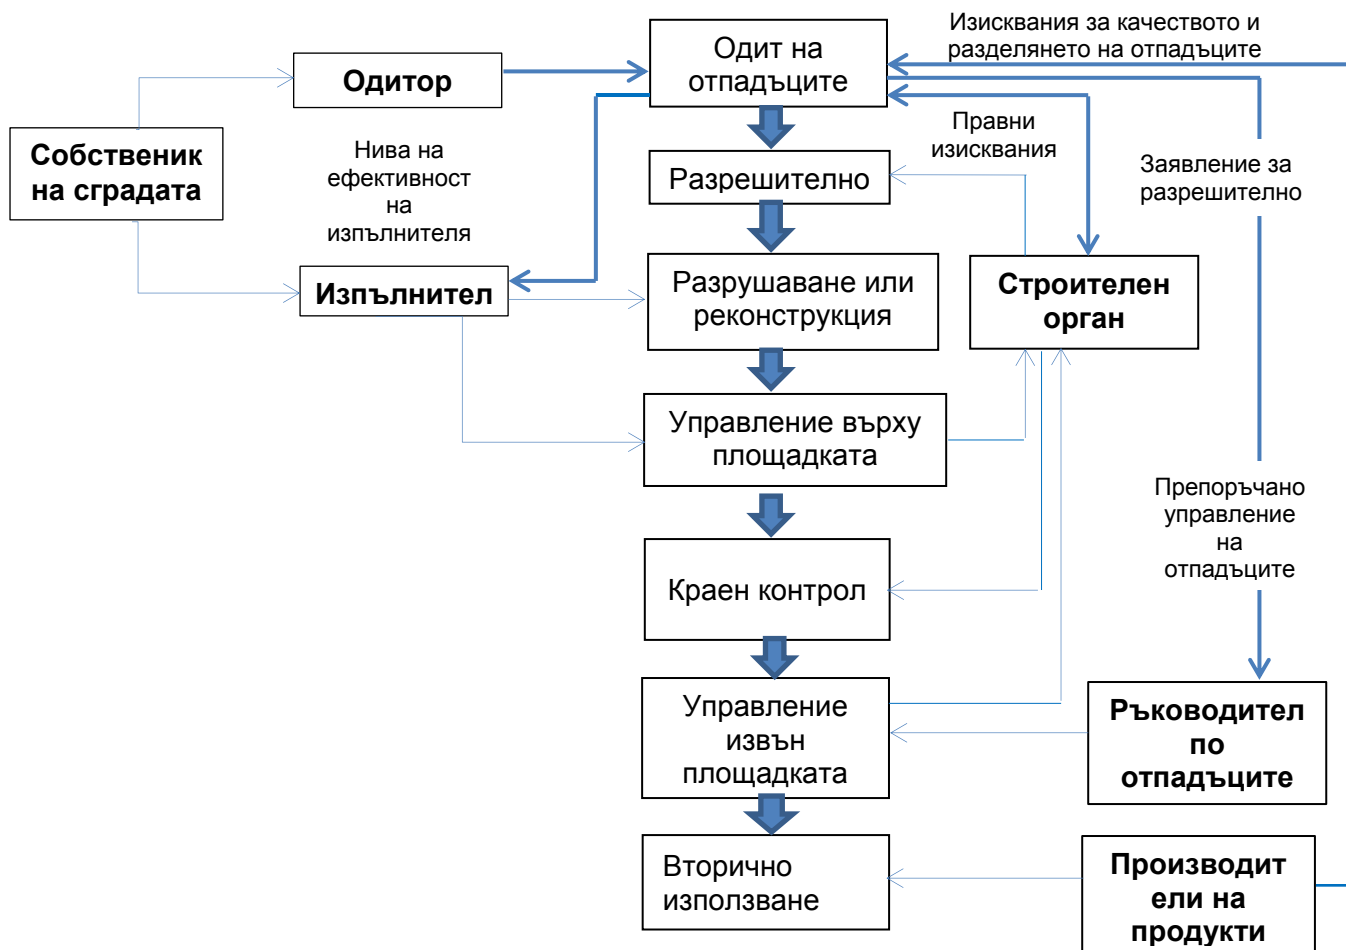 Изисквания за качеството и
разделянето на отпадъците
Одит на
отпадъците
Одитор
Собственик
на сградата
Нива на
ефективност
на
изпълнителя
Правни
изисквания
Заявление за
разрешително
Разрешително
Изпълнител
Разрушаване или
реконструкция
Строителен
орган
Управление върху
площадката
Препоръчано
управление
на
отпадъците
Краен контрол
Управление
извън
площадката
Ръководител
по
отпадъците
Вторично
използване
Производит
ели на
продукти